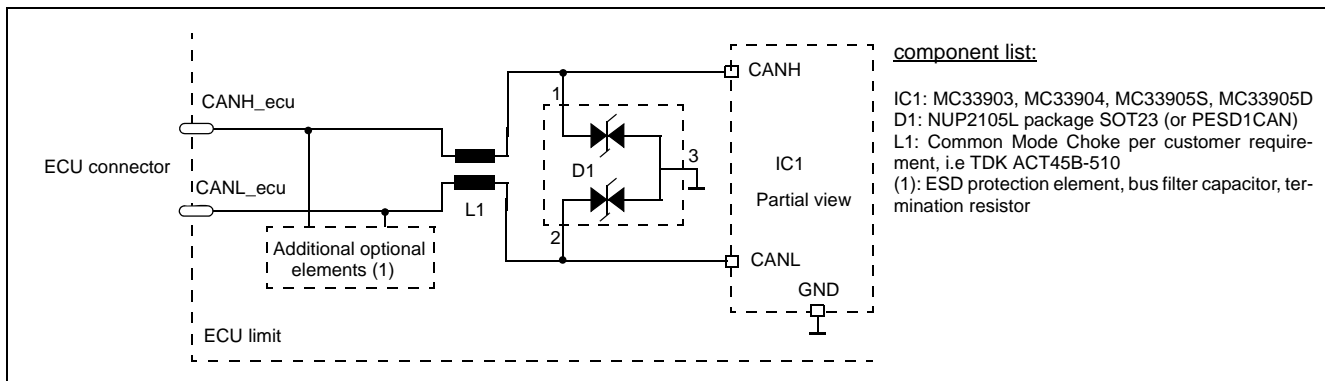 CANH_ecu
ECU connector
CANL_ecu
Additional optional
elements (1)
ECU limit
L1
1
D1
3
2
CANH
IC1
Partial view
CANL
GND
component list:
IC1: MC33903, MC33904, MC33905S, MC33905D
D1: NUP2105L package SOT23 (or PESD1CAN)
L1: Common Mode Choke per customer require-
ment, i.e TDK ACT45B-510
(1): ESD protection element, bus filter capacitor, ter-
mination resistor